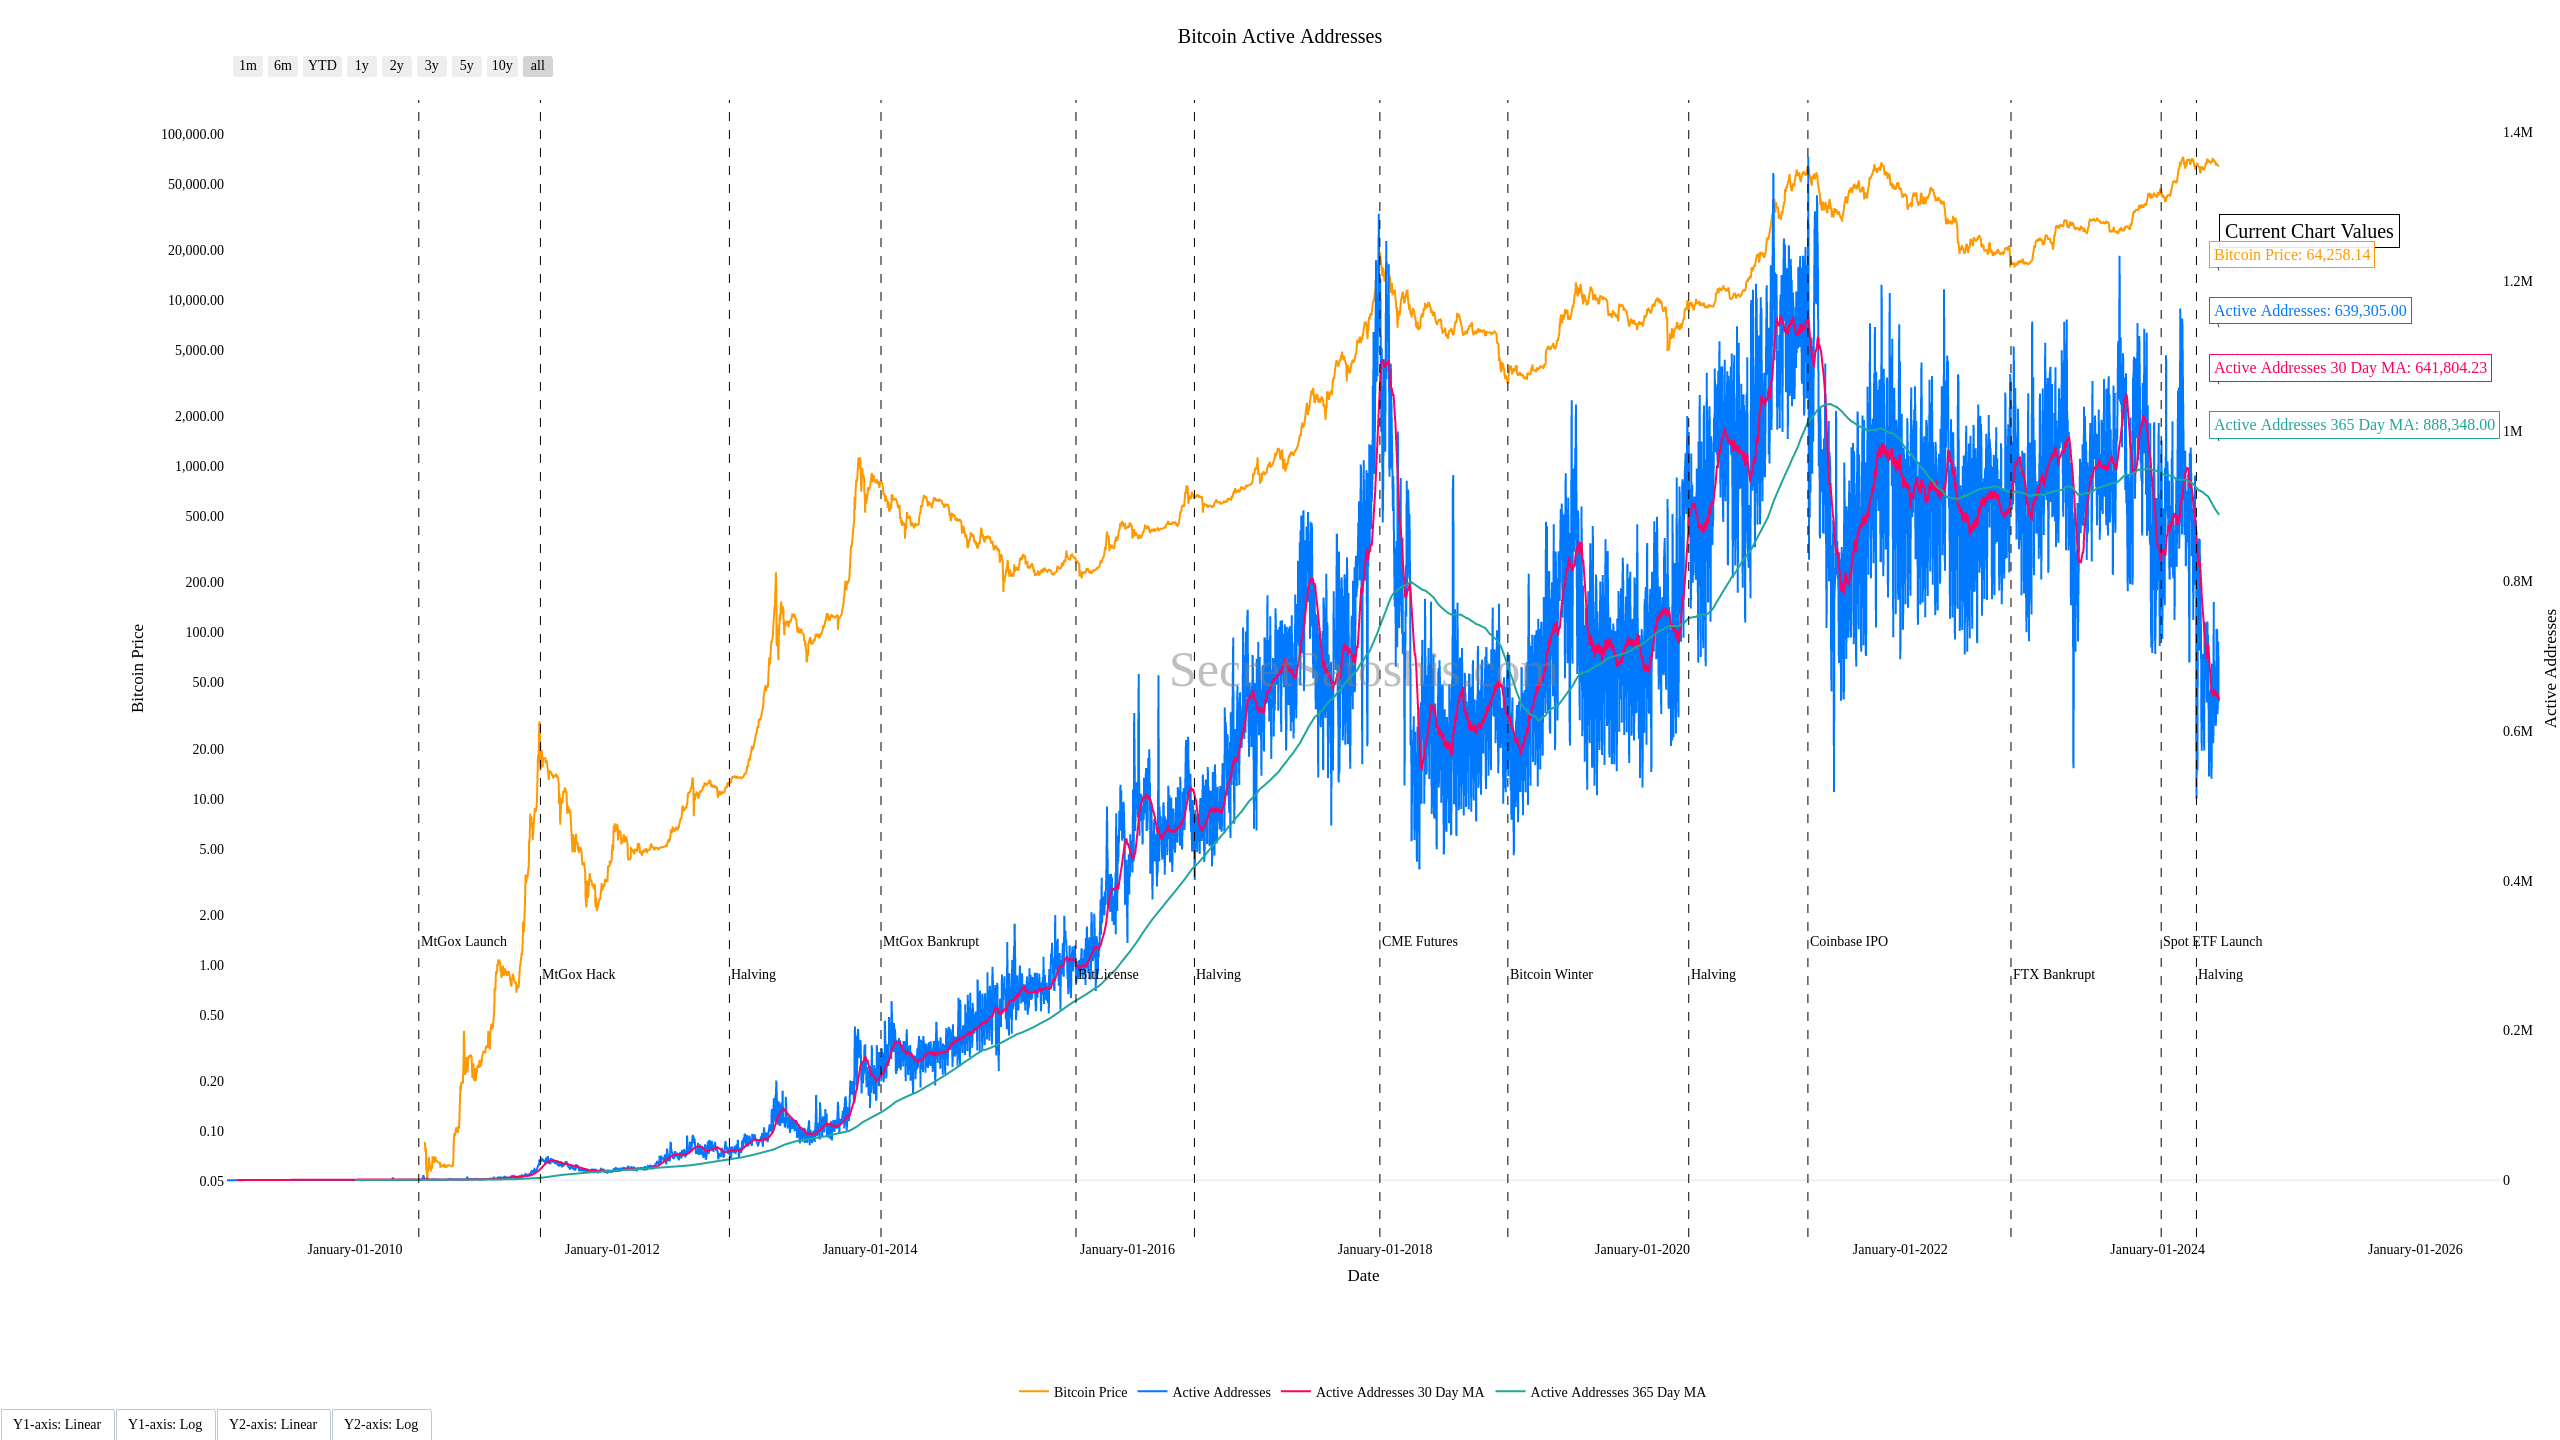 Bitcoin Active Addresses
1m 6m YTD 1y 2y 3y 5y 10y all
100,000.00
50,000.00
20,000.00
10,000.00
5,000.00
2,000.00
1,000.00
500.00
200.00
100.00
50.00
20.00
10.00
5.00
2.00
1.00
0.50
0.20
0.10
0.05
Bitcoin Price
1.4M
1.2M
1M
0.8M
0.6M
0.4M
0.2M
0
Active Addresses
Current Chart Values
Bitcoin Price: 64,258.14
Active Addresses: 639,305.00
Active Addresses 30 Day MA: 641,804.23
Active Addresses 365 Day MA: 888,348.00
SecretSatoshis.com
MtGox Launch
MtGox Hack
Halving
MtGox Bankrupt
BitLicense
Halving
CME Futures
Bitcoin Winter
Halving
Coinbase IPO
FTX Bankrupt
Spot ETF Launch
Halving
January-01-2010 January-01-2012 January-01-2014 January-01-2016 January-01-2018 January-01-2020 January-01-2022 January-01-2024 January-01-2026
Date
Bitcoin Price Active Addresses Active Addresses 30 Day MA Active Addresses 365 Day MA
Y1-axis: Linear Y1-axis: Log Y2-axis: Linear Y2-axis: Log